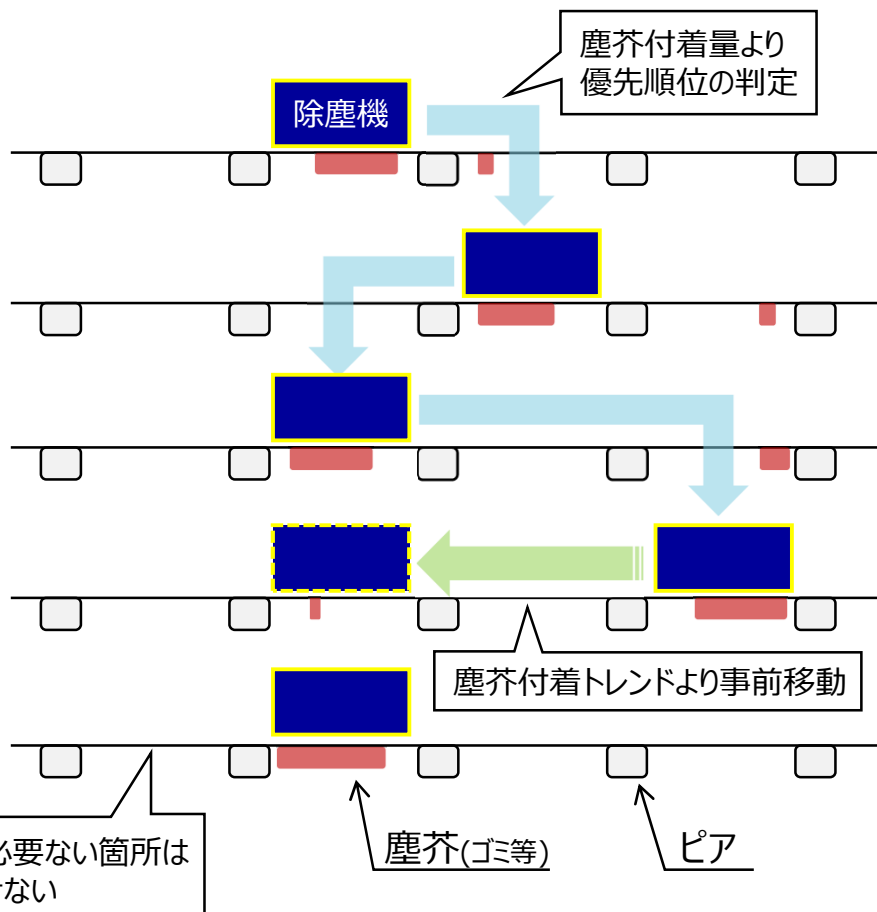 塵芥付着量より
優先順位の判定
除塵機
塵芥付着トレンドより事前移動
必要ない箇所は
ない
塵芥(ゴミ等)
ピア